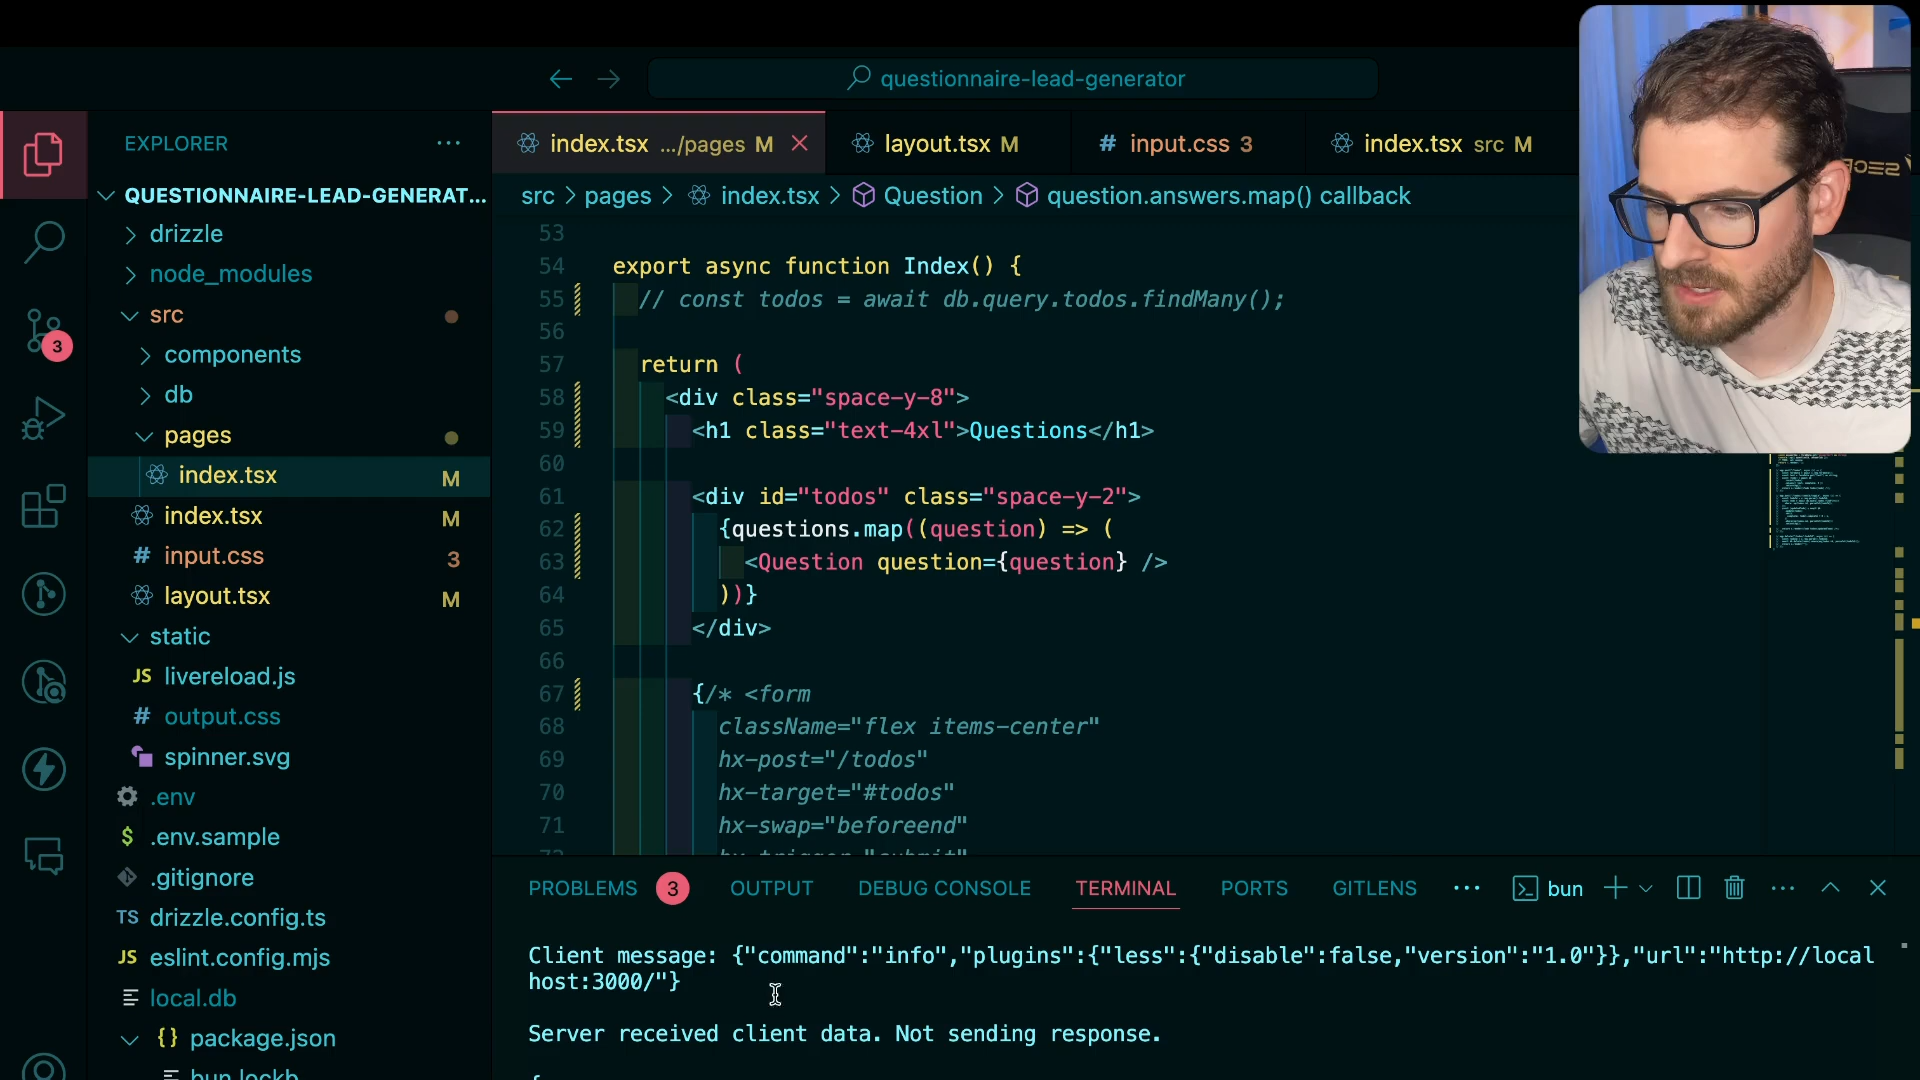 questionnaire-lead-generator
EXPLORER
QUESTIONNAIRE-LEAD-GENERAT...
drizzle
node_modules
src
components
db
pages
index.tsx M
index.tsx M
input.css 3
layout.tsx M
static
JS livereload.js
# output.css
spinner.svg
.env
$ .env.sample
.gitignore
TS drizzle.config.ts
JS eslint.config.mjs
local.db
{} package.json
bun.lockb
3
index.tsx .../pages M
layout.tsx M
# input.css 3
index.tsx src M
src > pages > index.tsx > Question > question.answers.map() callback
53
54 export async function Index() {
55 // const todos = await db.query.todos.findMany();
56
57 return (
58 <div class="space-y-8">
59 <h1 class="text-4xl">Questions</h1>
60
61 <div id="todos" class="space-y-2">
62 {questions.map((question) => (
63 <Question question={question} />
64 ))}
65 </div>
66
67 {/* <form
68 className="flex items-center"
69 hx-post="/todos"
70 hx-target="#todos"
71 hx-swap="beforeend"
72 hx-trigger="submit"
PROBLEMS 3 OUTPUT DEBUG CONSOLE TERMINAL PORTS GITLENS ... bun
Client message: {"command":"info","plugins":{"less":{"disable":false,"version":"1.0"}},"url":"http://local
host:3000/"}
Server received client data. Not sending response.
{